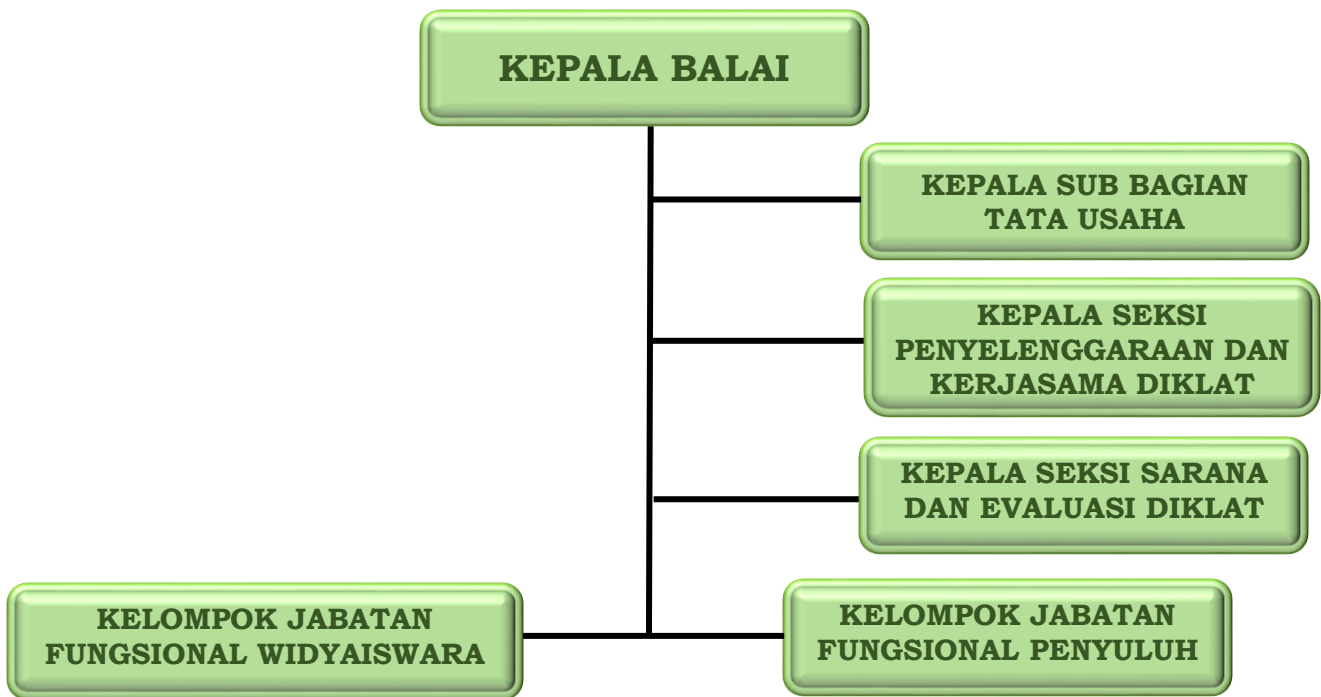 KEPALA BALAI
KEPALA SUB BAGIAN
TATA USAHA
KEPALA SEKSI
PENYELENGGARAAN DAN
KERJASAMA DIKLAT
KEPALA SEKSI SARANA
DAN EVALUASI DIKLAT
KELOMPOK JABATAN
FUNGSIONAL WIDYAISWARA
KELOMPOK JABATAN
FUNGSIONAL PENYULUH